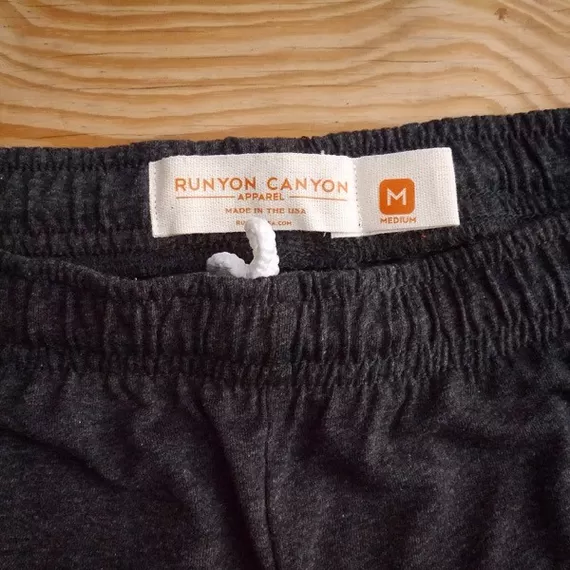 RUNYON CANYON
APPAREL
MADE IN THE USA
M
MEDIUM